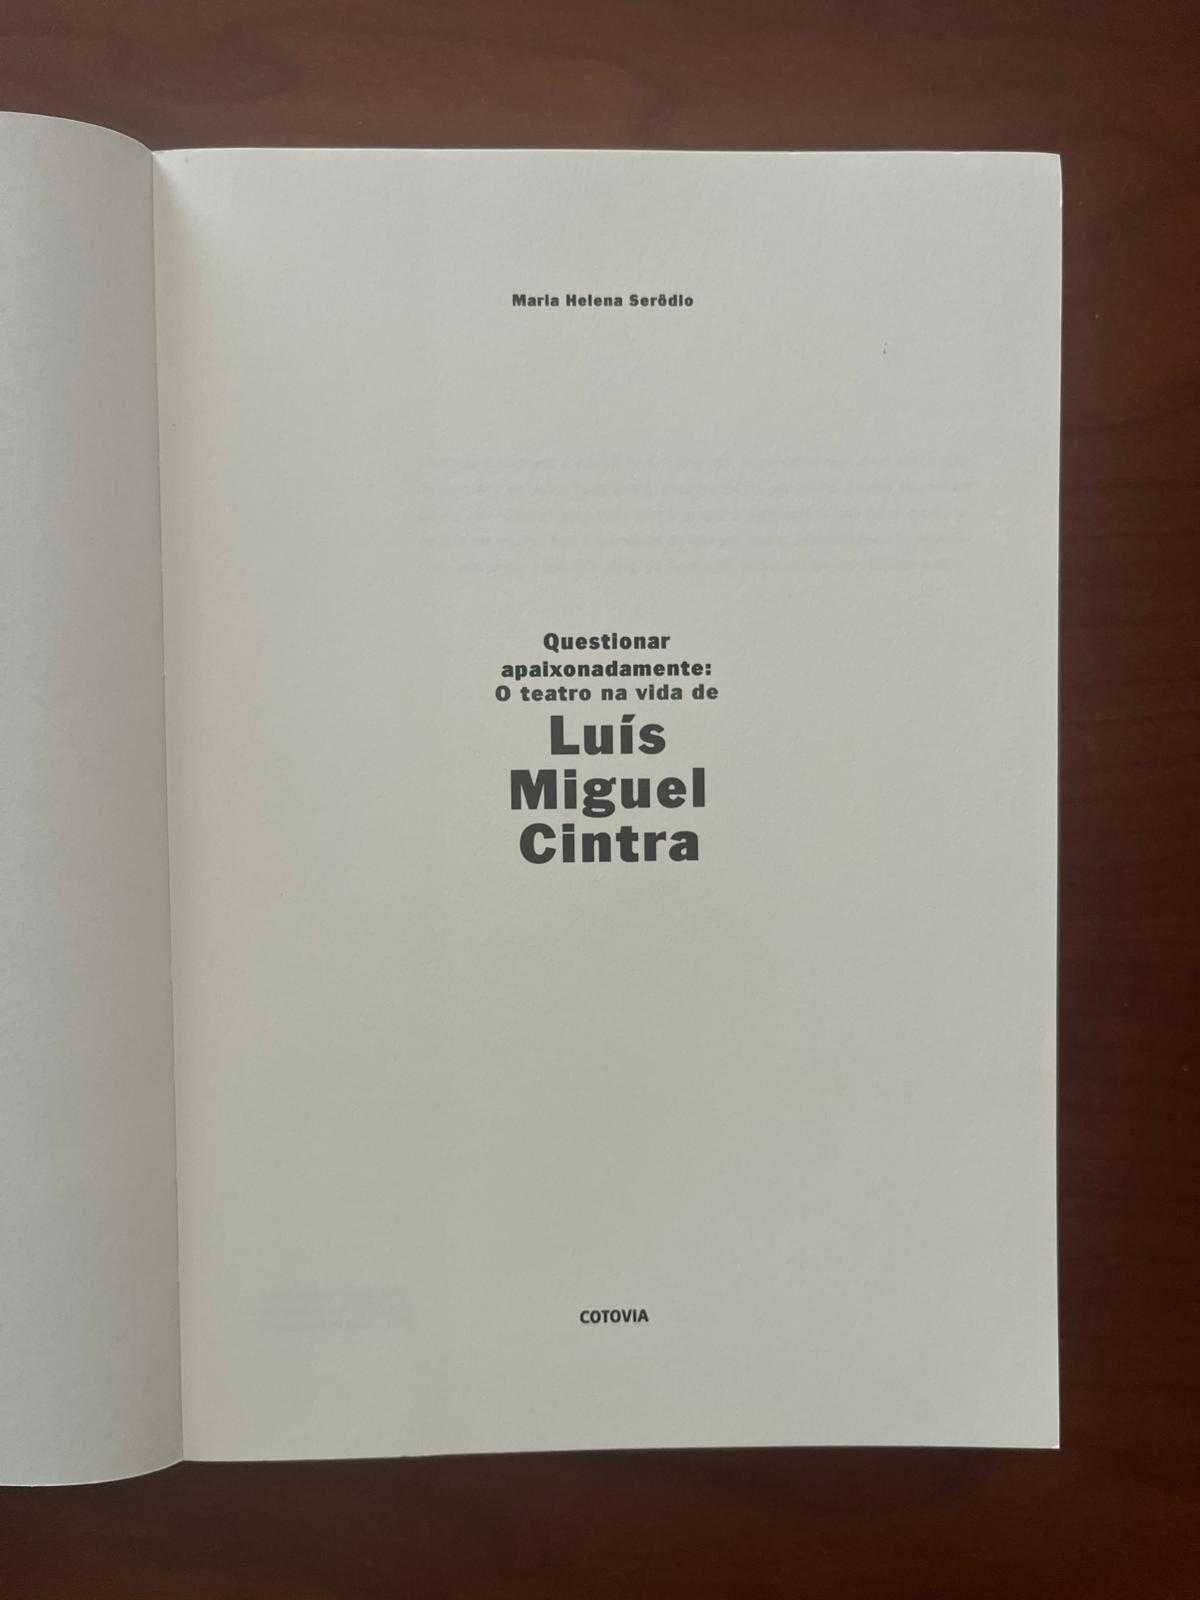 Maria Helena Serôdio
Questionar
apaixonadamente:
O teatro na vida de
Luís
Miguel
Cintra
COTOVIA